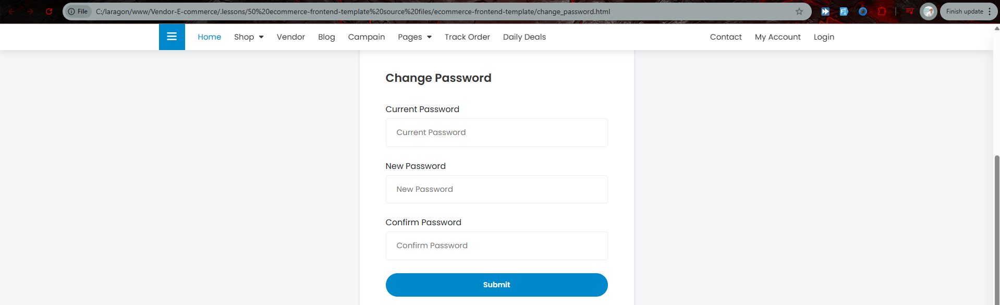 File C:/laragon/www/Vendor-E-commerce/.lessons/50%20ecommerce-frontend-template%20source%20files/ecommerce-frontend-template/change_password.html Finish update
Home Shop Vendor Blog Campain Pages Track Order Daily Deals Contact My Account Login
Change Password
Current Password
Current Password
New Password
New Password
Confirm Password
Confirm Password
Submit